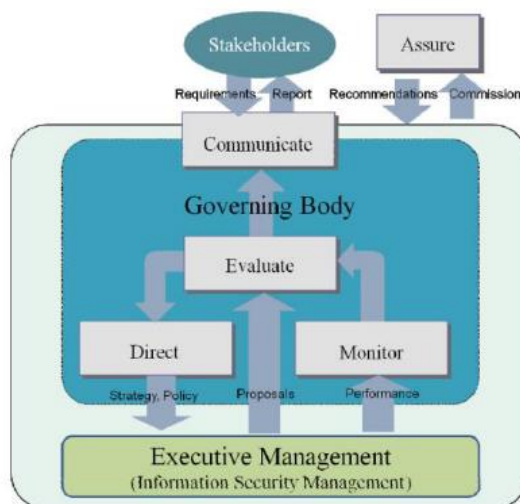 Stakeholders
Assure
Requirements
Report
Recommendations
Commission
Communicate
Governing Body
Evaluate
Direct
Monitor
Strategy, Policy
Proposals
Performance
Executive Management
(Information Security Management)